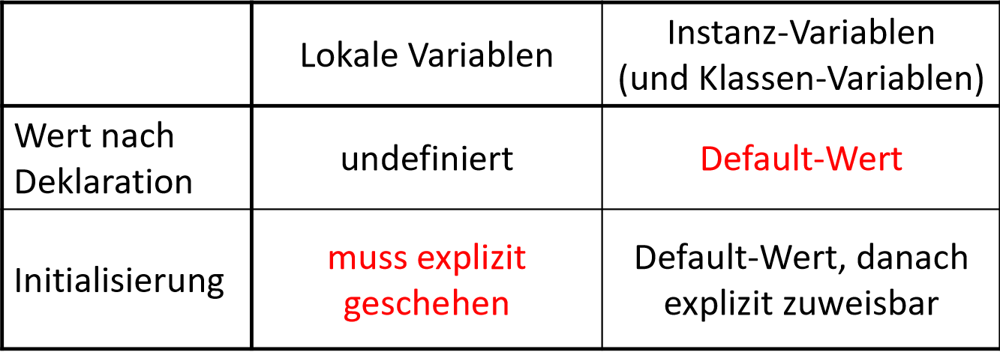 Lokale Variablen
Instanz-Variablen
(und Klassen-Variablen)
Wert nach
Deklaration
undefiniert
Default-Wert
Initialisierung
muss explizit
geschehen
Default-Wert, danach
explizit zuweisbar